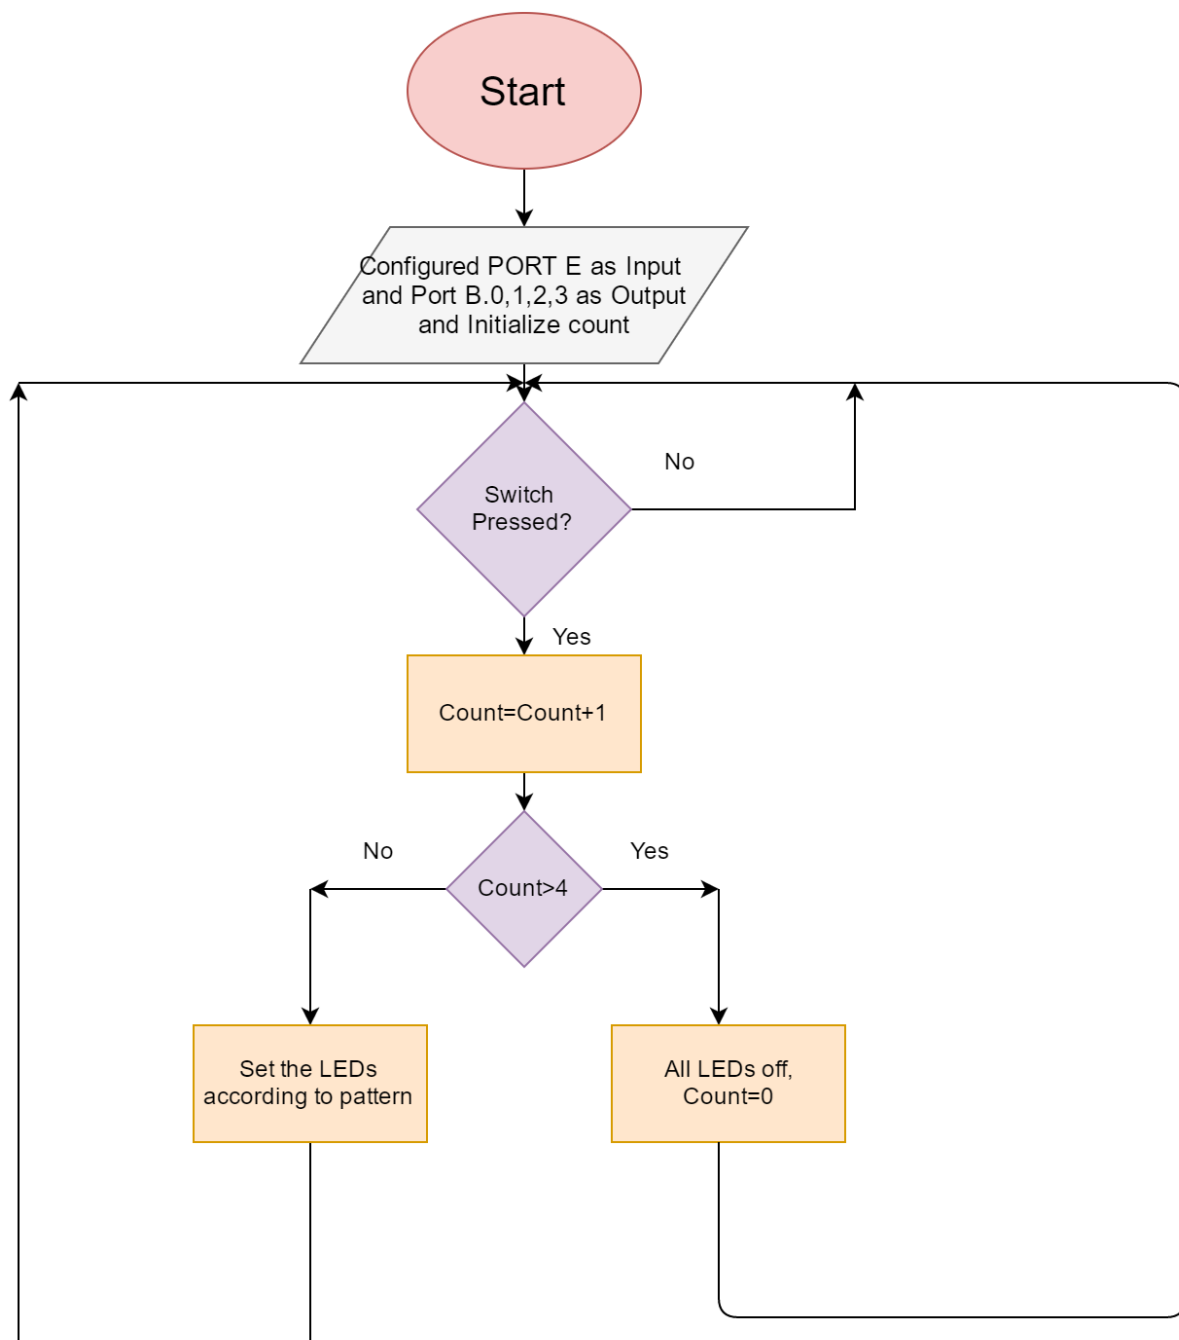 Start
Configured PORT E as Input
and Port B.0,1,2,3 as Output
and Initialize count
Switch
Pressed?
No
Yes
Count=Count+1
Count>4
No
Yes
Set the LEDs
according to pattern
All LEDs off,
Count=0